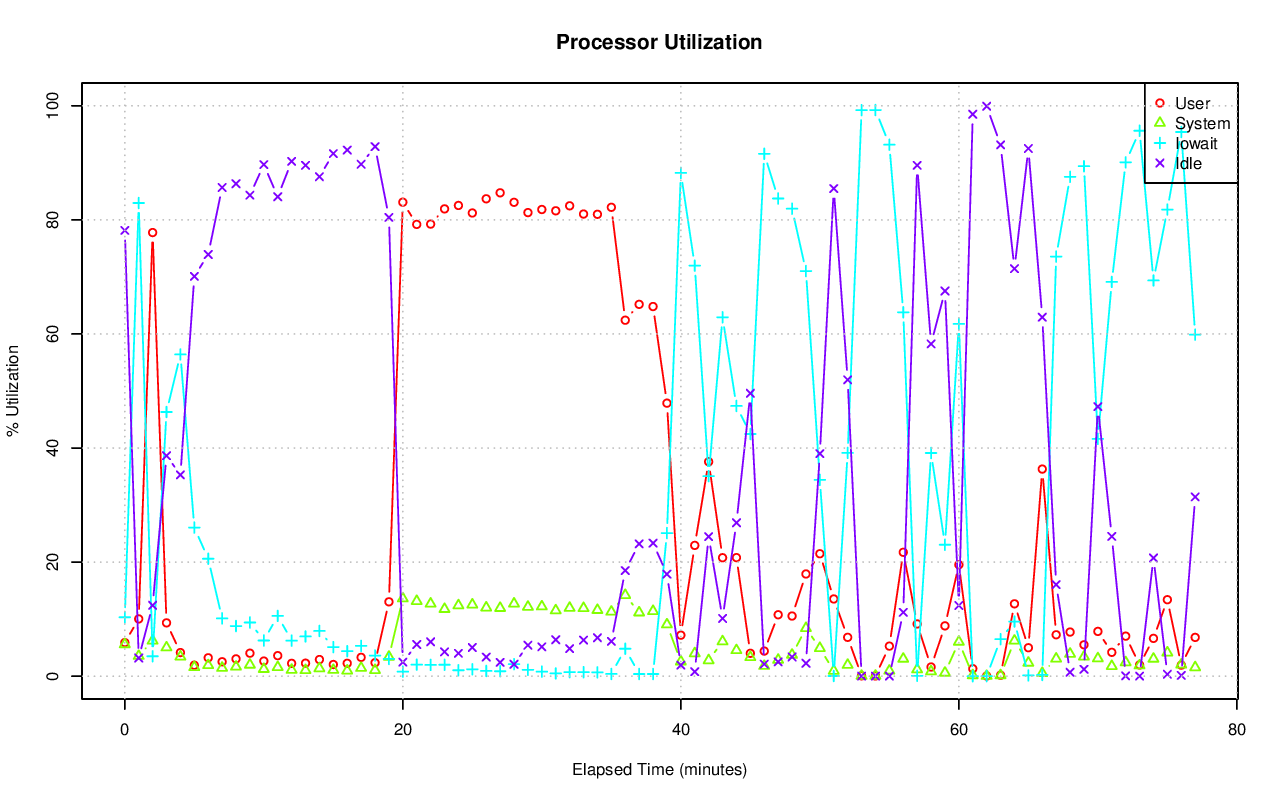 Processor Utilization
% Utilization
100
80
60
40
20
0
User
System
Iowait
Idle
0 20 40 60 80
Elapsed Time (minutes)